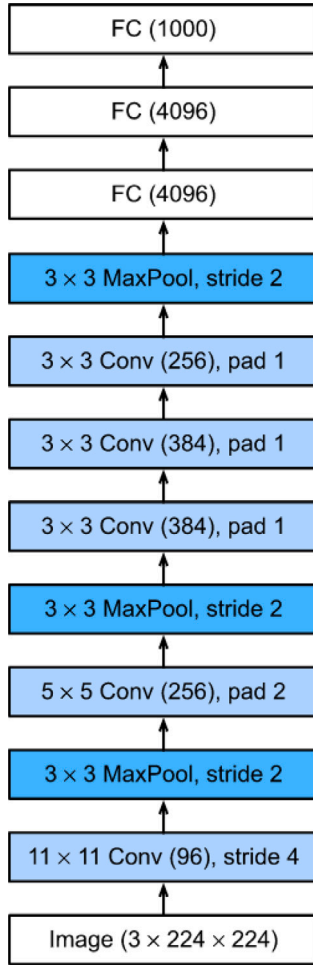 FC (1000)
FC (4096)
FC (4096)
3 × 3 MaxPool, stride 2
3 × 3 Conv (256), pad 1
3 × 3 Conv (384), pad 1
3 × 3 Conv (384), pad 1
3 × 3 MaxPool, stride 2
5 × 5 Conv (256), pad 2
3 × 3 MaxPool, stride 2
11 × 11 Conv (96), stride 4
Image (3 × 224 × 224)